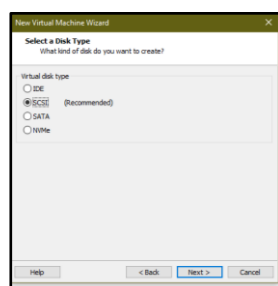 New Virtual Machine Wizard
Select a Disk Type
What kind of disk do you want to create?
Virtual disk type
IDE
SCSI (Recommended)
SATA
NVMe
Help < Back Next > Cancel